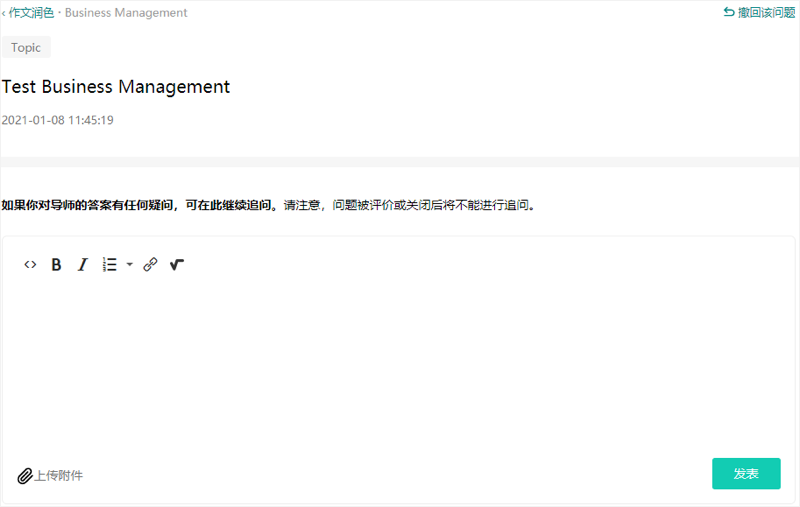 ‹ 作文润色 · Business Management
撤回该问题
Topic
Test Business Management
2021-01-08 11:45:19
如果你对导师的答案有任何疑问，可在此继续追问。请注意，问题被评价或关闭后将不能进行追问。
<> B I
上传附件
发表